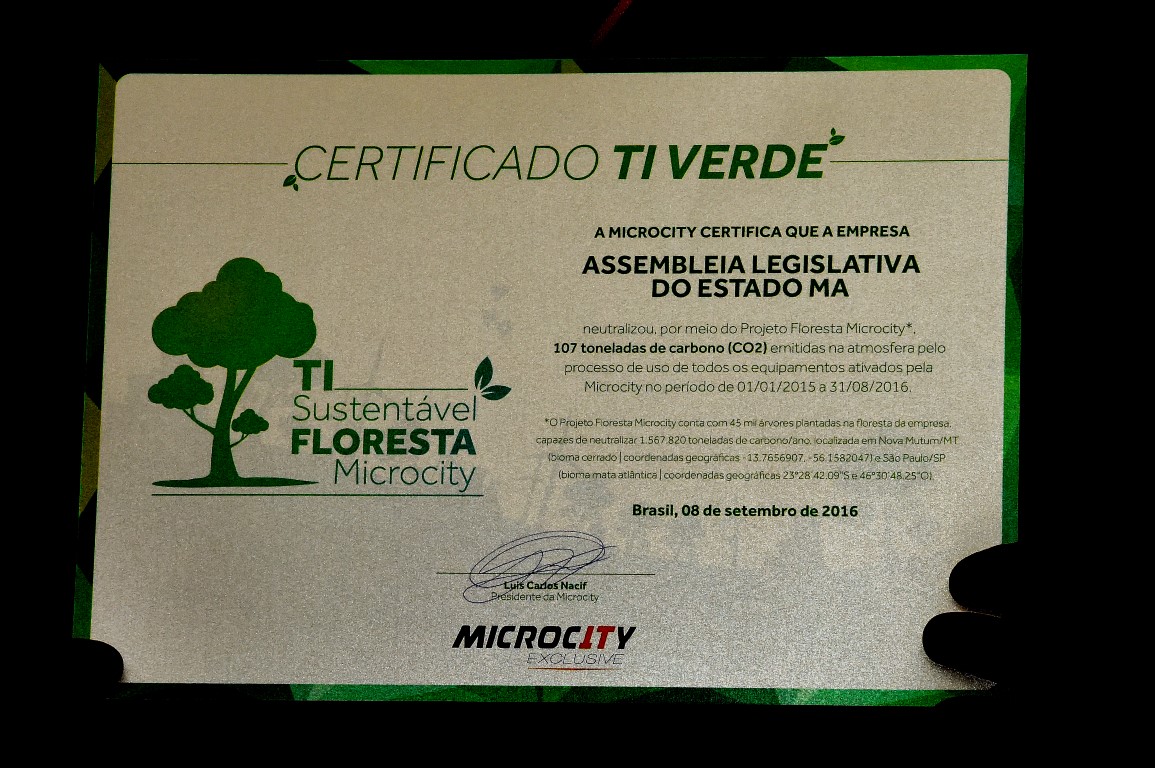 CERTIFICADO TI VERDE
A MICROCITY CERTIFICA QUE A EMPRESA
ASSEMBLEIA LEGISLATIVA
DO ESTADO MA
neutralizou, por meio do Projeto Floresta Microcity*,
107 toneladas de carbono (CO2) emitidas na atmosfera pelo
processo de uso de todos os equipamentos ativados pela
Microcity no período de 01/01/2015 a 31/08/2016.
*O Projeto Floresta Microcity conta com 45 mil árvores plantadas na floresta da empresa,
capazes de neutralizar 1.567.820 toneladas de carbono/ano, localizada em Nova Mutum/MT
(bioma cerrado | coordenadas geográficas -13.7656907, -56.1582047) e São Paulo/SP
(bioma mata atlântica | coordenadas geográficas 23°28'42.09"S e 46°30'48.25"O).
Brasil, 08 de setembro de 2016
TI
Sustentável
FLORESTA
Microcity
Luis Carlos Nacif
Presidente da Microcity
MICROCITY
EXCLUSIVE